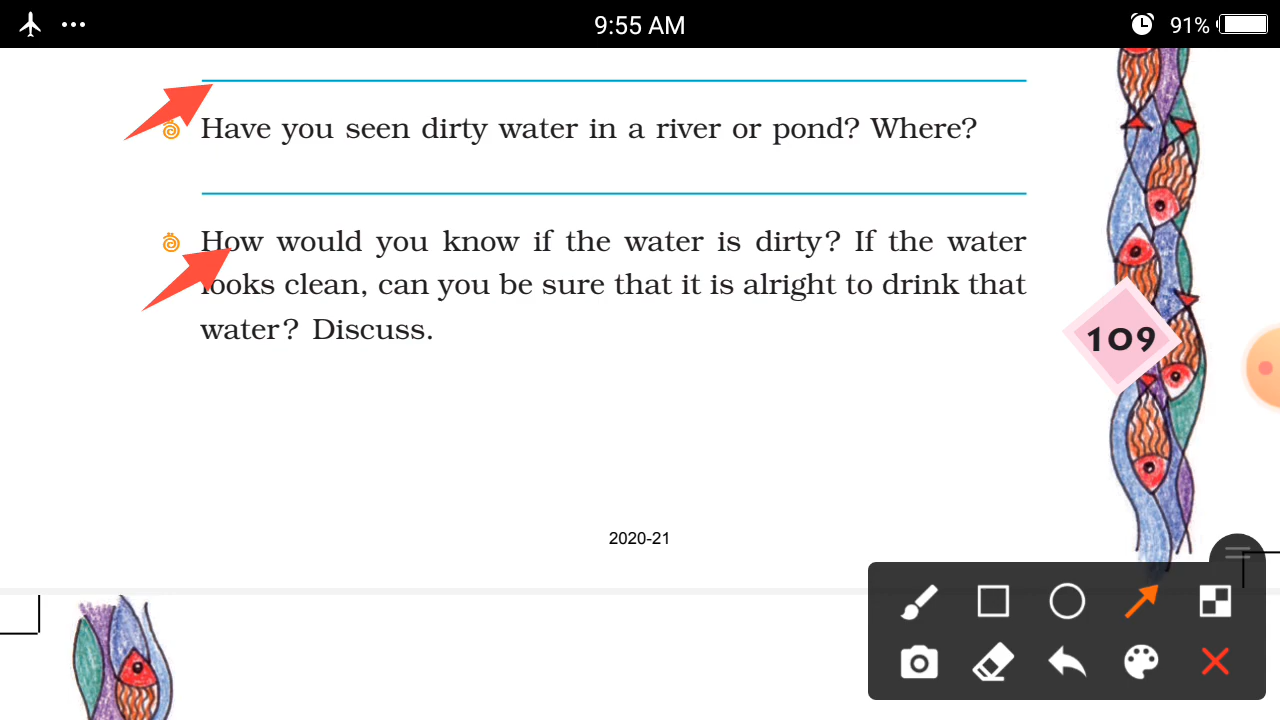 9:55 AM
91%
Have you seen dirty water in a river or pond? Where?
How would you know if the water is dirty? If the water
looks clean, can you be sure that it is alright to drink that
water? Discuss.
109
2020-21